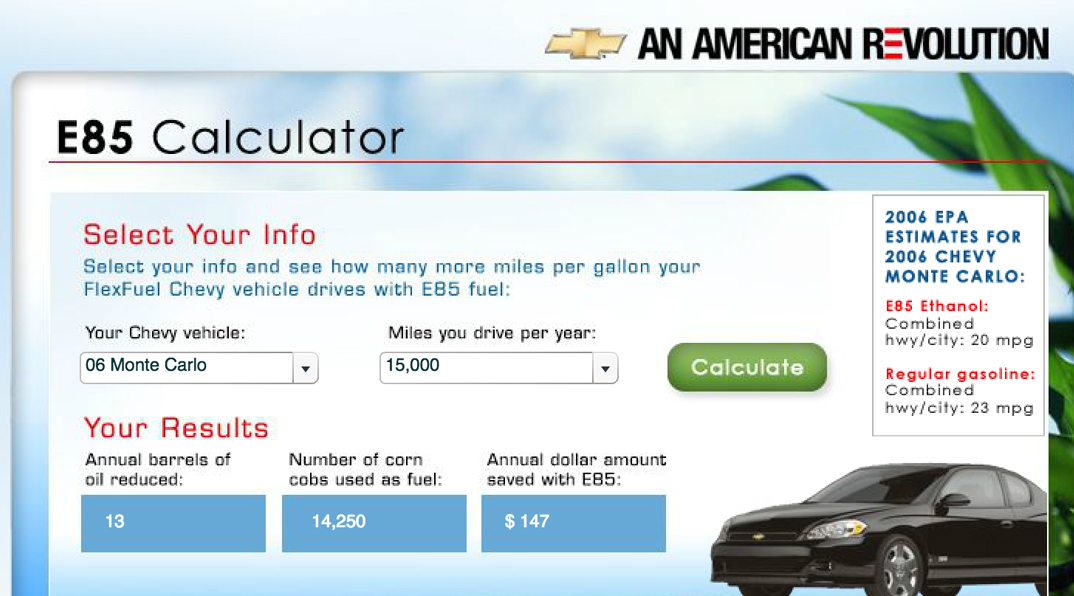 AN AMERICAN REVOLUTION
E85 Calculator
Select Your Info
Select your info and see how many more miles per gallon your
FlexFuel Chevy vehicle drives with E85 fuel:
Your Chevy vehicle:
Miles you drive per year:
06 Monte Carlo
15,000
Calculate
Your Results
Annual barrels of
oil reduced:
Number of corn
cobs used as fuel:
Annual dollar amount
saved with E85:
13
14,250
$ 147
2006 EPA
ESTIMATES FOR
2006 CHEVY
MONTE CARLO:
E85 Ethanol:
Combined
hwy/city: 20 mpg
Regular gasoline:
Combined
hwy/city: 23 mpg